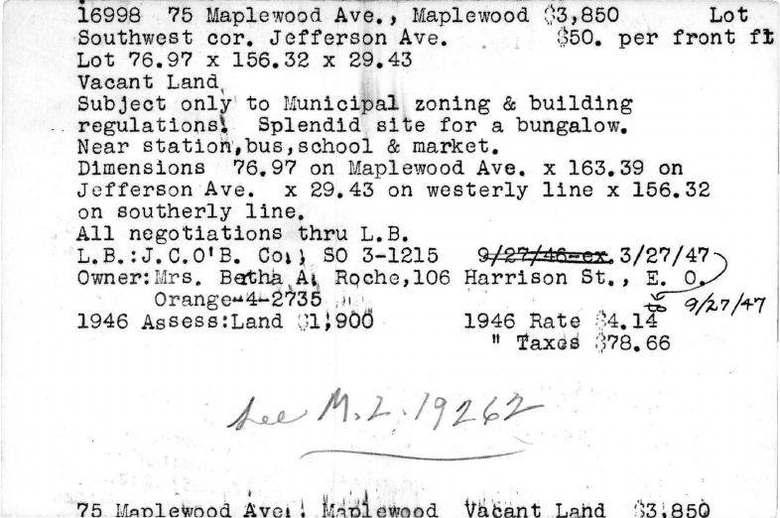 16998 75 Maplewood Ave., Maplewood $3,850 Lot
Southwest cor. Jefferson Ave. $50. per front ft
Lot 76.97 x 156.32 x 29.43
Vacant Land
Subject only to Municipal zoning & building
regulations. Splendid site for a bungalow.
Near station,bus,school & market.
Dimensions 76.97 on Maplewood Ave. x 163.39 on
Jefferson Ave. x 29.43 on westerly line x 156.32
on southerly line.
All negotiations thru L.B.
L.B.:J.C.O'B. Co., SO 3-1215 9/27/46-ex. 3/27/47
Owner:Mrs. Bertha A. Roche,106 Harrison St., E. O.
Orange-4-2735 to 9/27/47
1946 Assess:Land $1,900 1946 Rate $4.14
" Taxes $78.66
See M.L. 19262
75 Maplewood Ave., Maplewood Vacant Land $3,850